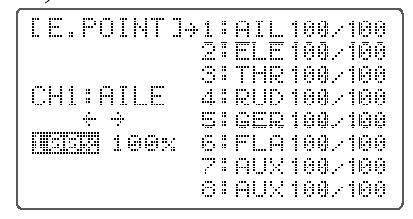 [E.POINT]→1:AIL 100/100
2:ELE 100/100
3:THR 100/100
CH1:AILE 4:RUD 100/100
← → 5:GER 100/100
100% 100% 6:FLA 100/100
7:AUX 100/100
8:AUX 100/100